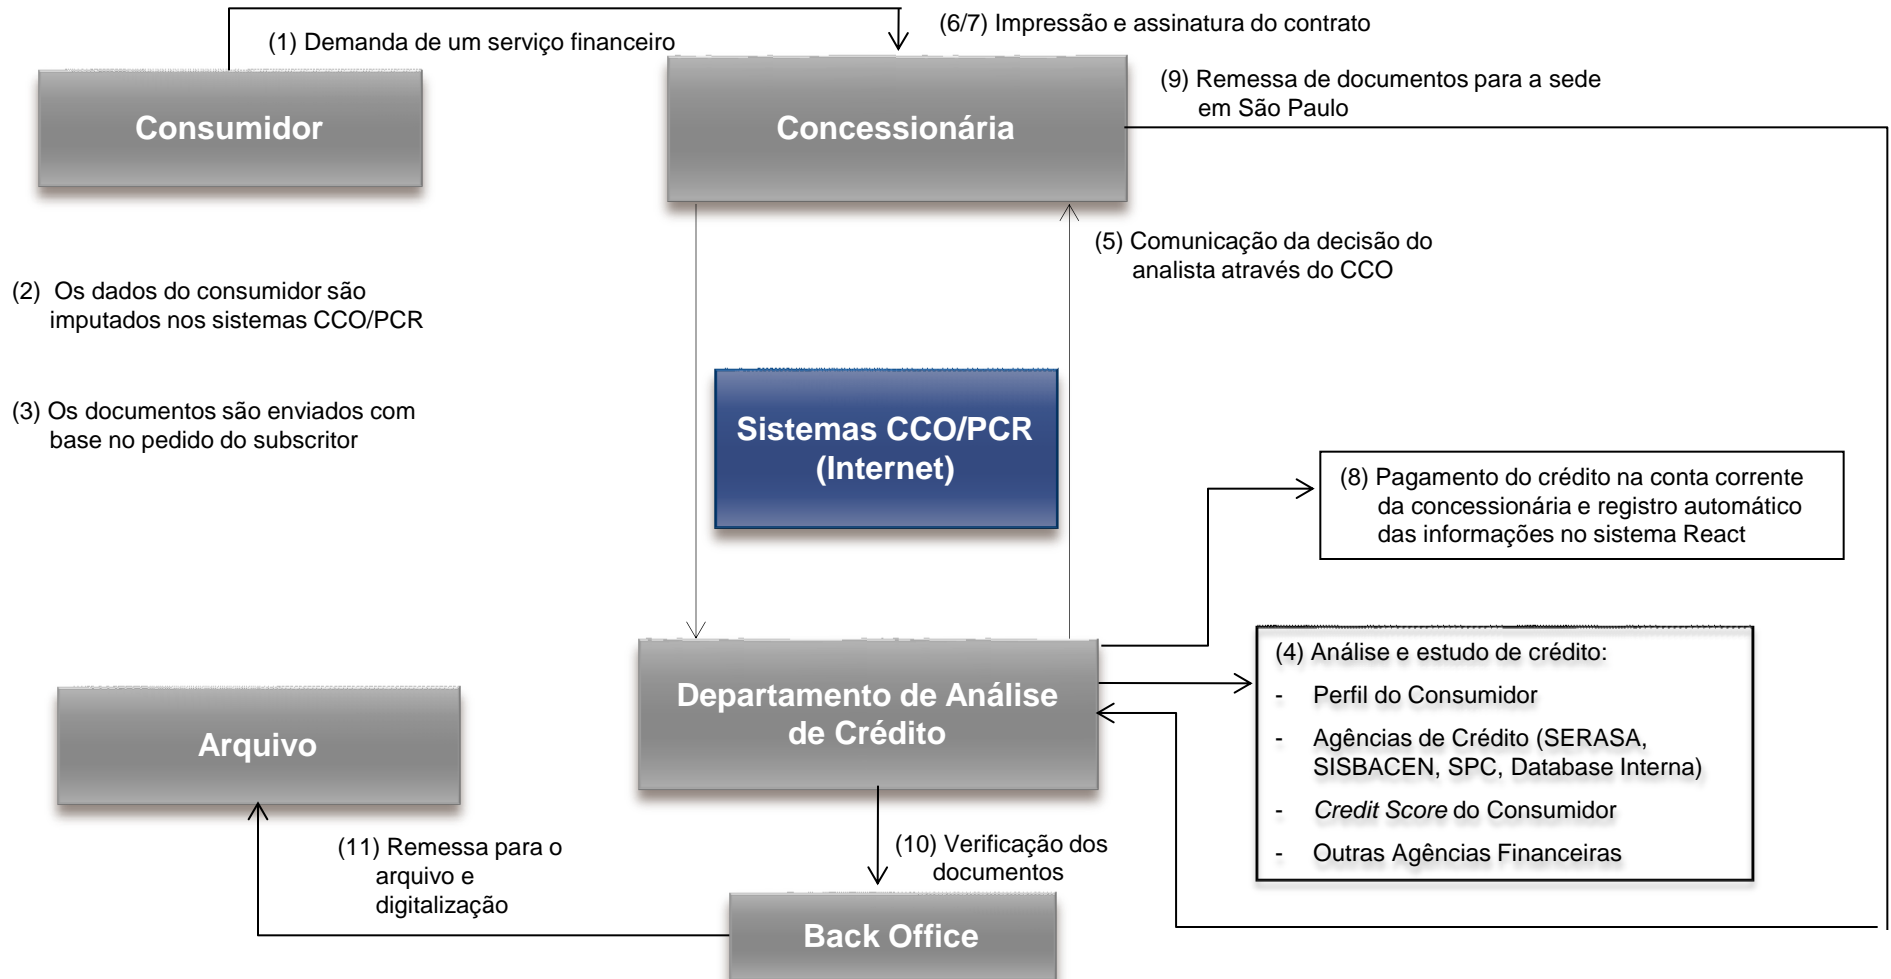 (1) Demanda de um serviço financeiro
(6/7) Impressão e assinatura do contrato
Consumidor
Concessionária
(9) Remessa de documentos para a sede
em São Paulo
(5) Comunicação da decisão do
analista através do CCO
(2) Os dados do consumidor são
imputados nos sistemas CCO/PCR
(3) Os documentos são enviados com
base no pedido do subscritor
Sistemas CCO/PCR
(Internet)
(8) Pagamento do crédito na conta corrente
da concessionária e registro automático
das informações no sistema React
Departamento de Análise
de Crédito
(4) Análise e estudo de crédito:
- Perfil do Consumidor
- Agências de Crédito (SERASA,
SISBACEN, SPC, Database Interna)
- Credit Score do Consumidor
- Outras Agências Financeiras
Arquivo
(11) Remessa para o
arquivo e
digitalização
(10) Verificação dos
documentos
Back Office